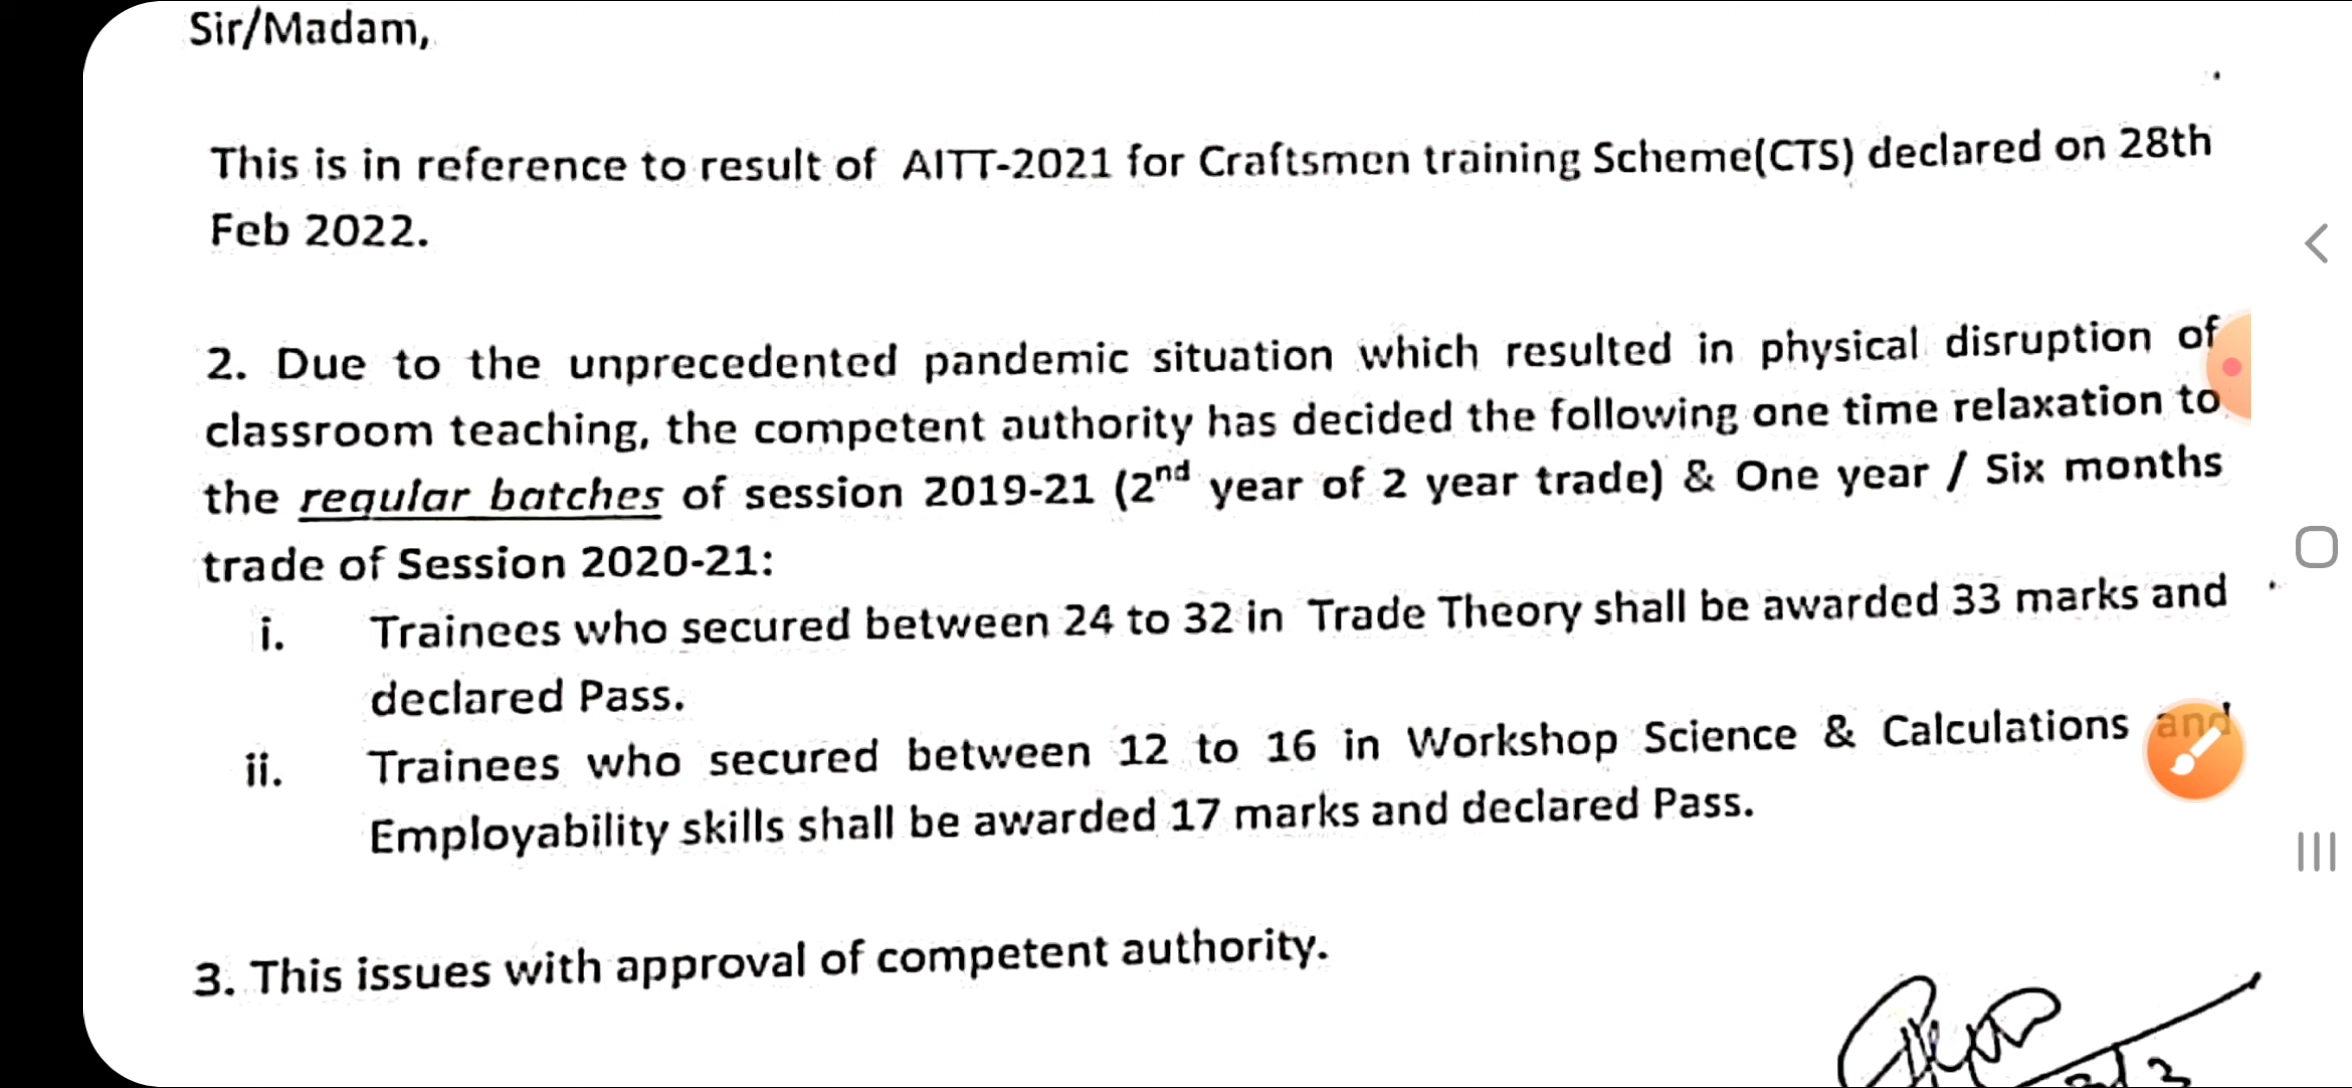 Sir/Madam,
This is in reference to result of AITT-2021 for Craftsmen training Scheme(CTS) declared on 28th
Feb 2022.
2. Due to the unprecedented pandemic situation which resulted in physical disruption of
classroom teaching, the competent authority has decided the following one time relaxation to
the regular batches of session 2019-21 (2nd year of 2 year trade) & One year / Six months
trade of Session 2020-21:
i. Trainees who secured between 24 to 32 in Trade Theory shall be awarded 33 marks and
declared Pass.
ii. Trainees who secured between 12 to 16 in Workshop Science & Calculations and
Employability skills shall be awarded 17 marks and declared Pass.
3. This issues with approval of competent authority.